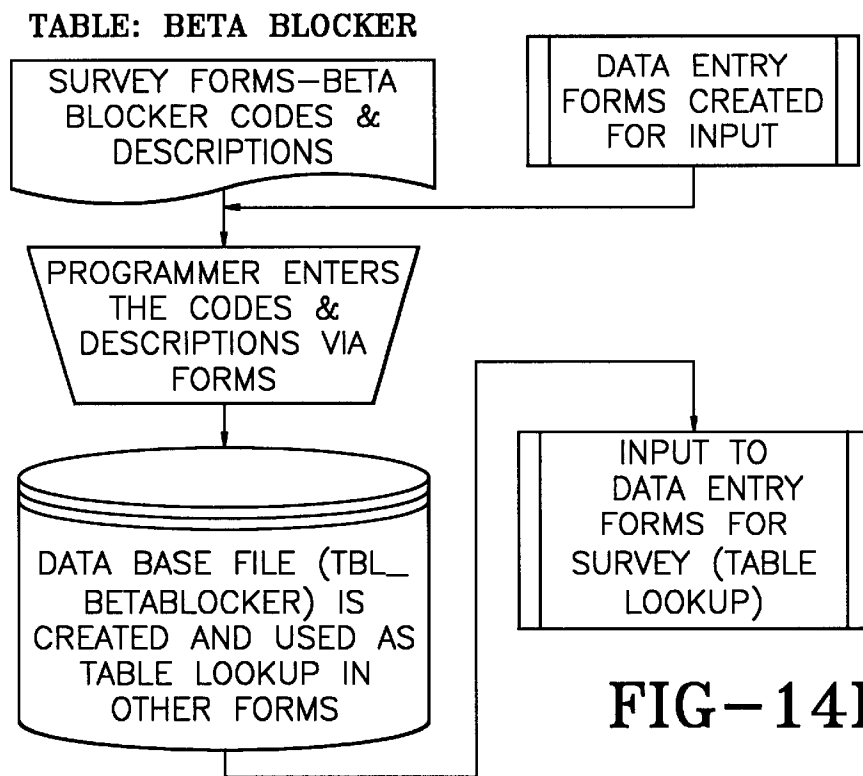 TABLE: BETA BLOCKER
SURVEY FORMS-BETA
BLOCKER CODES &
DESCRIPTIONS
DATA ENTRY
FORMS CREATED
FOR INPUT
PROGRAMMER ENTERS
THE CODES &
DESCRIPTIONS VIA
FORMS
DATA BASE FILE (TBL_
BETABLOCKER) IS
CREATED AND USED AS
TABLE LOOKUP IN
OTHER FORMS
INPUT TO
DATA ENTRY
FORMS FOR
SURVEY (TABLE
LOOKUP)